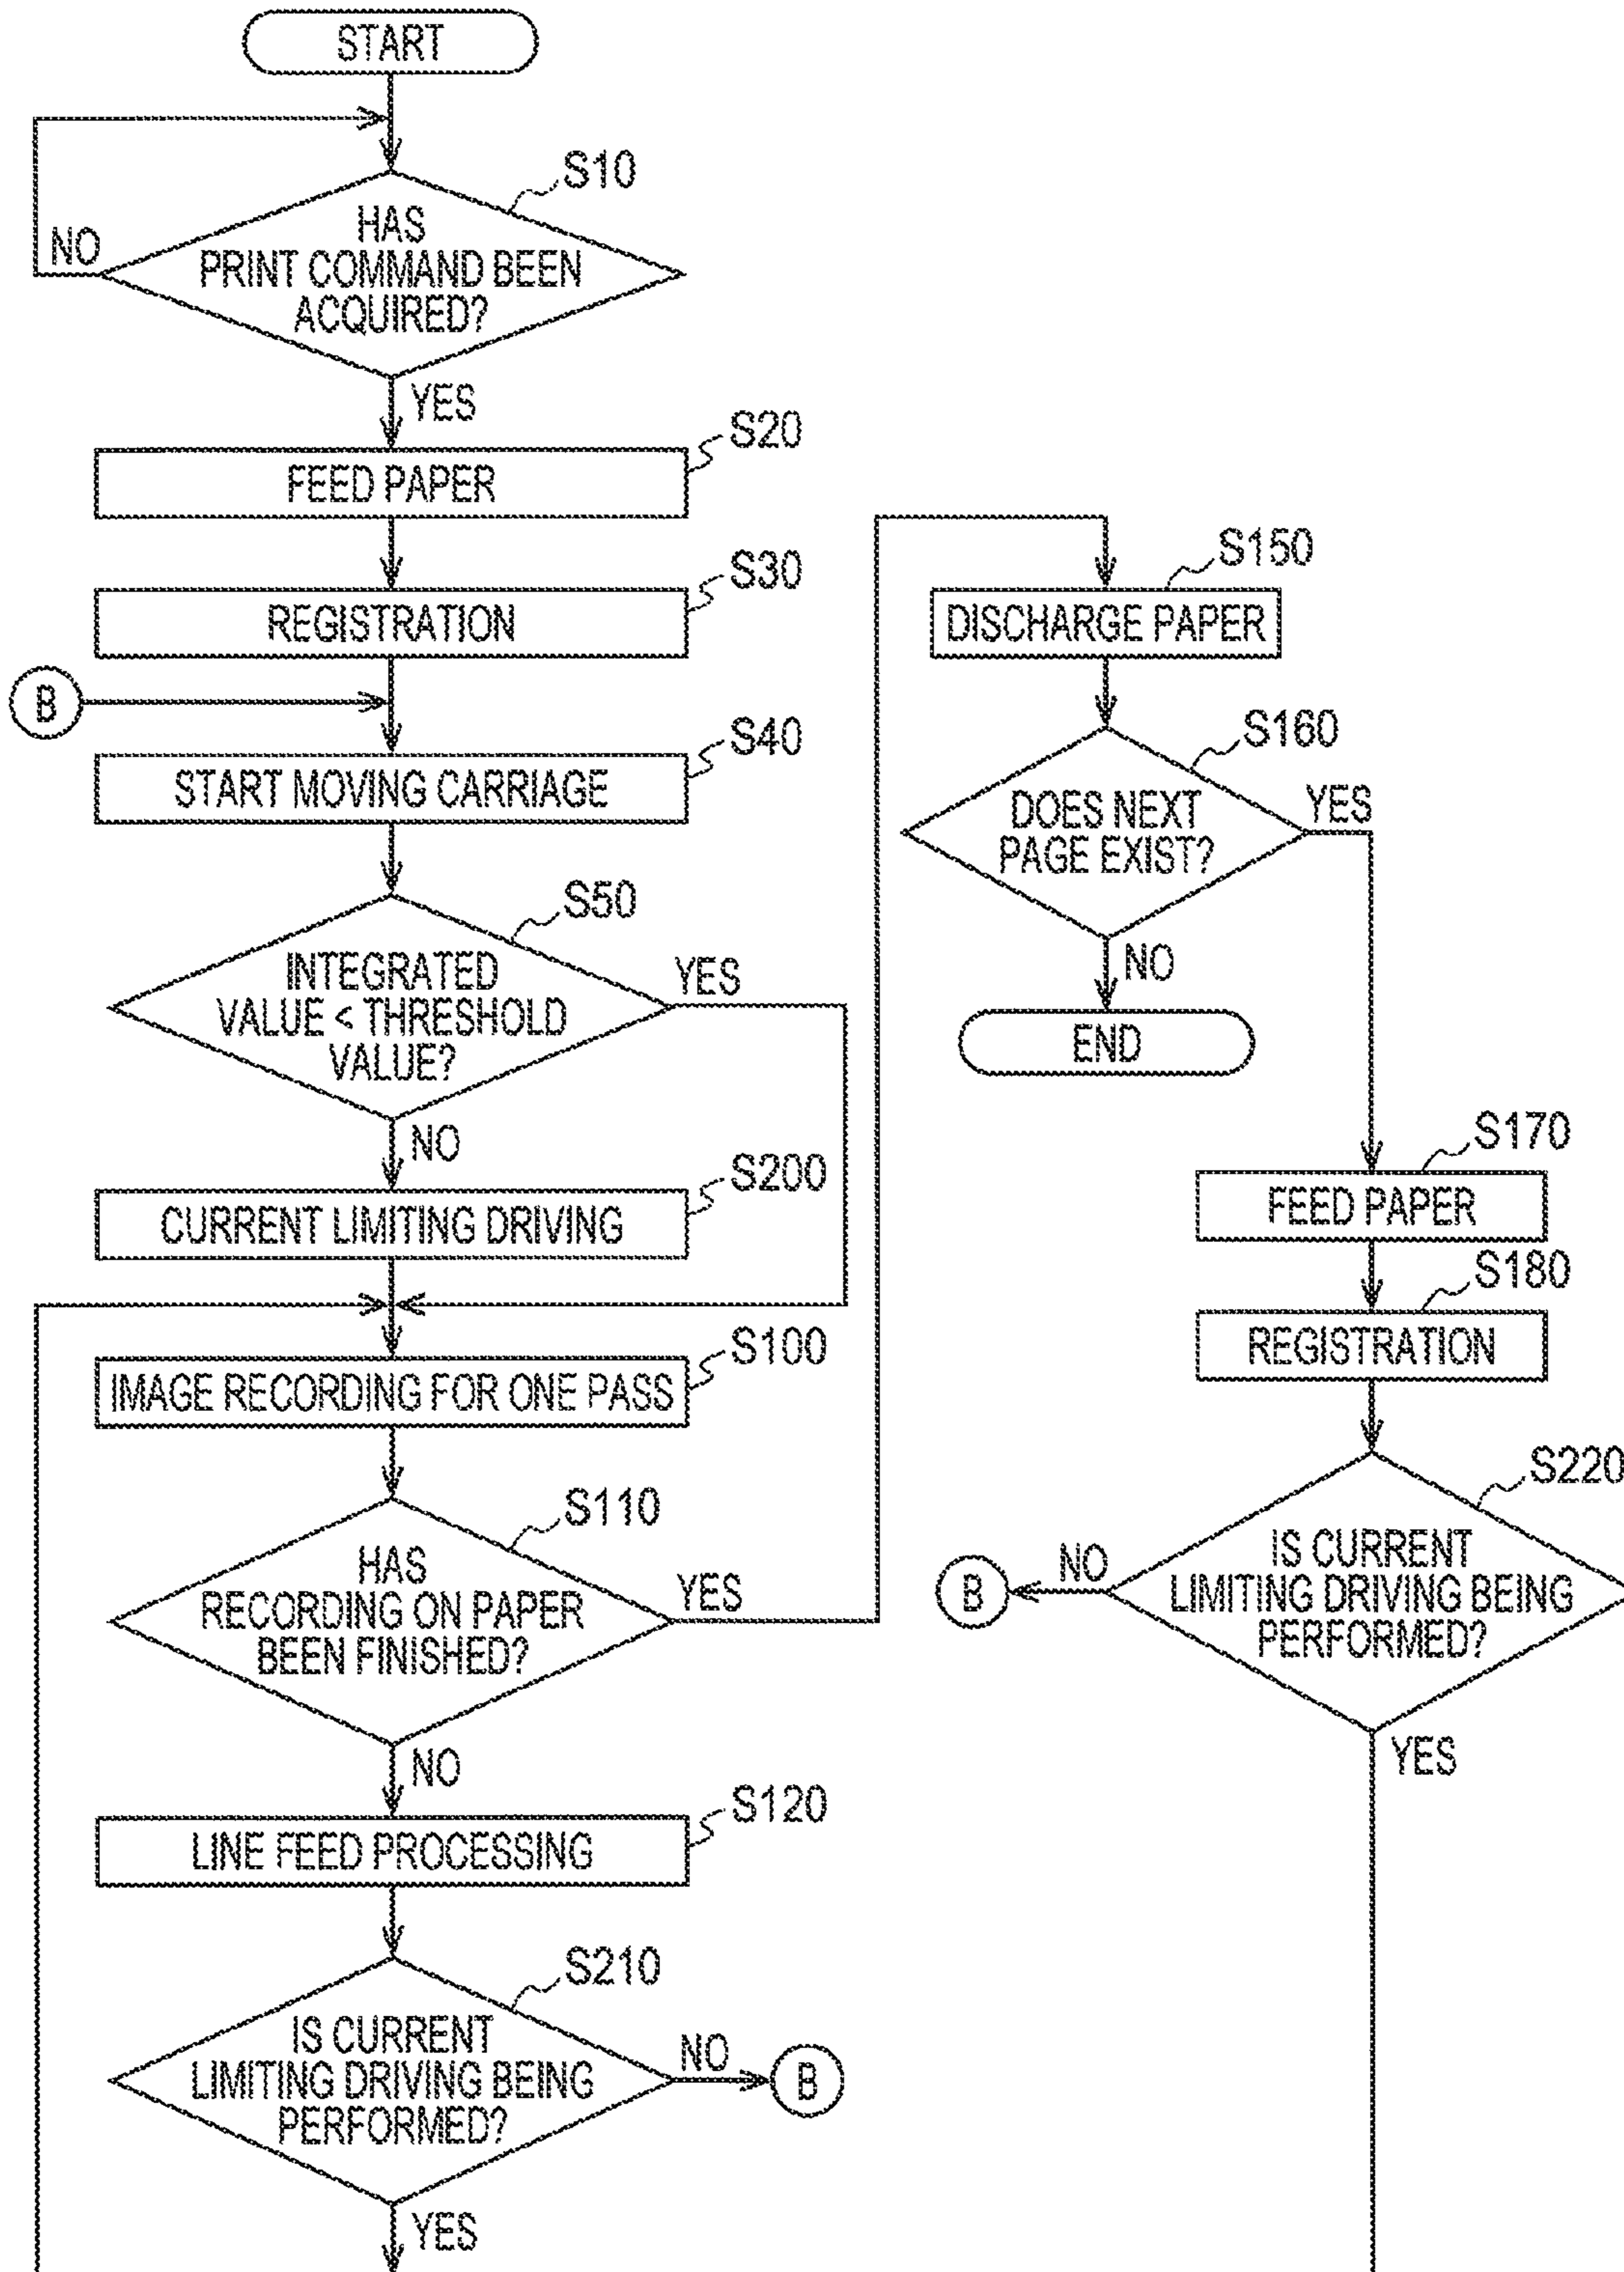 START
S10
HAS
PRINT COMMAND BEEN
ACQUIRED?
NO
YES
S20
FEED PAPER
S30
REGISTRATION
B
S40
START MOVING CARRIAGE
S50
INTEGRATED
VALUE < THRESHOLD
VALUE?
YES
NO
S200
CURRENT LIMITING DRIVING
S100
IMAGE RECORDING FOR ONE PASS
S110
HAS
RECORDING ON PAPER
BEEN FINISHED?
YES
NO
S120
LINE FEED PROCESSING
S210
IS CURRENT
LIMITING DRIVING BEING
PERFORMED?
NO
B
YES
S150
DISCHARGE PAPER
S160
DOES NEXT
PAGE EXIST?
YES
NO
END
S170
FEED PAPER
S180
REGISTRATION
S220
IS CURRENT
LIMITING DRIVING BEING
PERFORMED?
NO
B
YES